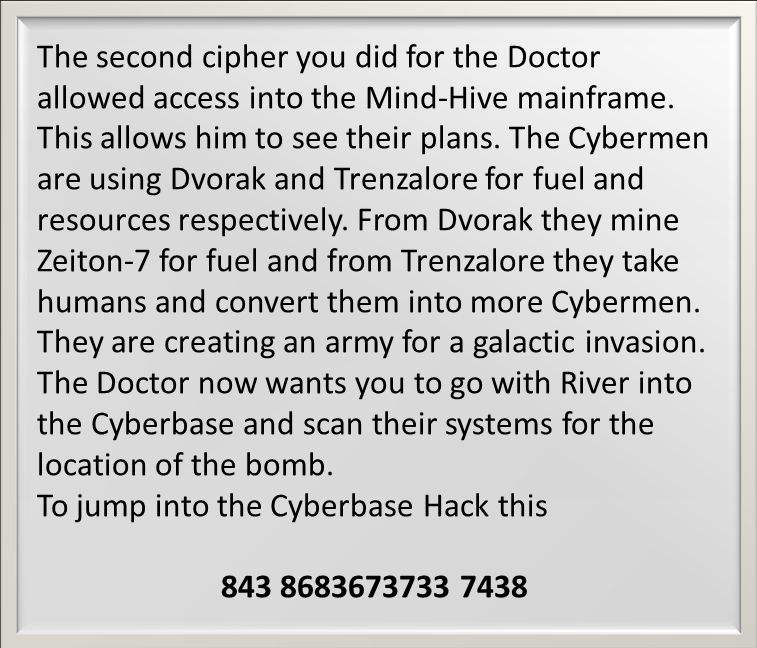 The second cipher you did for the Doctor
allowed access into the Mind-Hive mainframe.
This allows him to see their plans. The Cybermen
are using Dvorak and Trenzalore for fuel and
resources respectively. From Dvorak they mine
Zeiton-7 for fuel and from Trenzalore they take
humans and convert them into more Cybermen.
They are creating an army for a galactic invasion.
The Doctor now wants you to go with River into
the Cyberbase and scan their systems for the
location of the bomb.
To jump into the Cyberbase Hack this
843 8683673733 7438